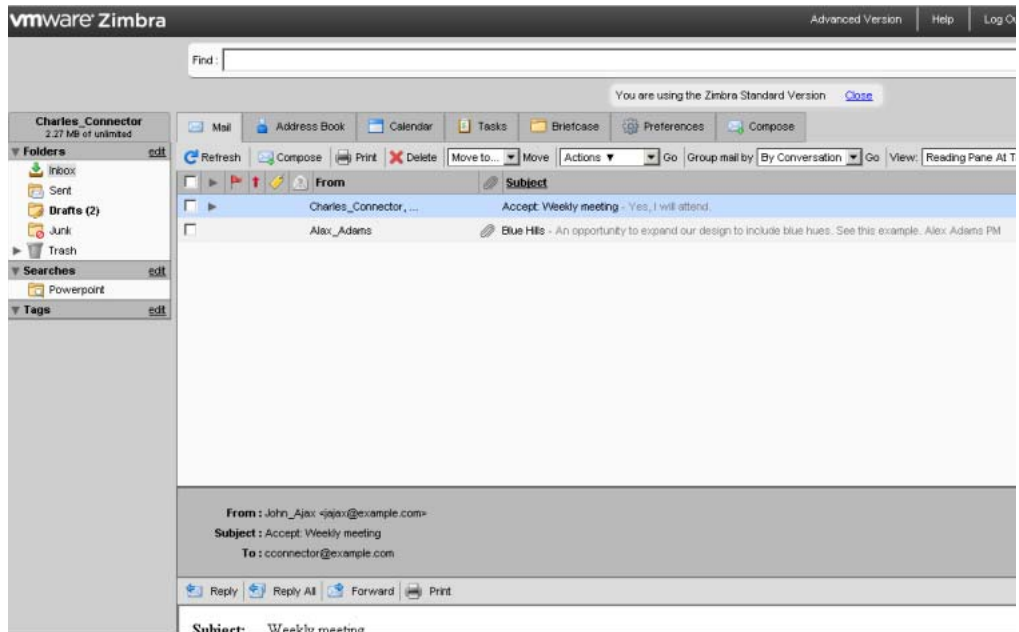 vmware Zimbra
Advanced Version Help Log Ou
Find :
You are using the Zimbra Standard Version Close
Charles_Connector
2.27 MB of unlimited
Mail Address Book Calendar Tasks Briefcase Preferences Compose
Folders edit
Refresh Compose Print Delete Move to... Move Actions ▼ Go Group mail by By Conversation Go View: Reading Pane At T
Inbox
Sent
Drafts (2)
Junk
Trash
Searches edit
Powerpoint
Tags edit
From Subject
Charles_Connector, ... Accept: Weekly meeting - Yes, I will attend.
Alax_Adams Blue Hills - An opportunity to expand our design to include blue hues. See this example. Alex Adams PM
From : John_Ajax <jajax@example.com>
Subject : Accept: Weekly meeting
To : cconnector@example.com
Reply Reply All Forward Print
Subject: Weekly meeting